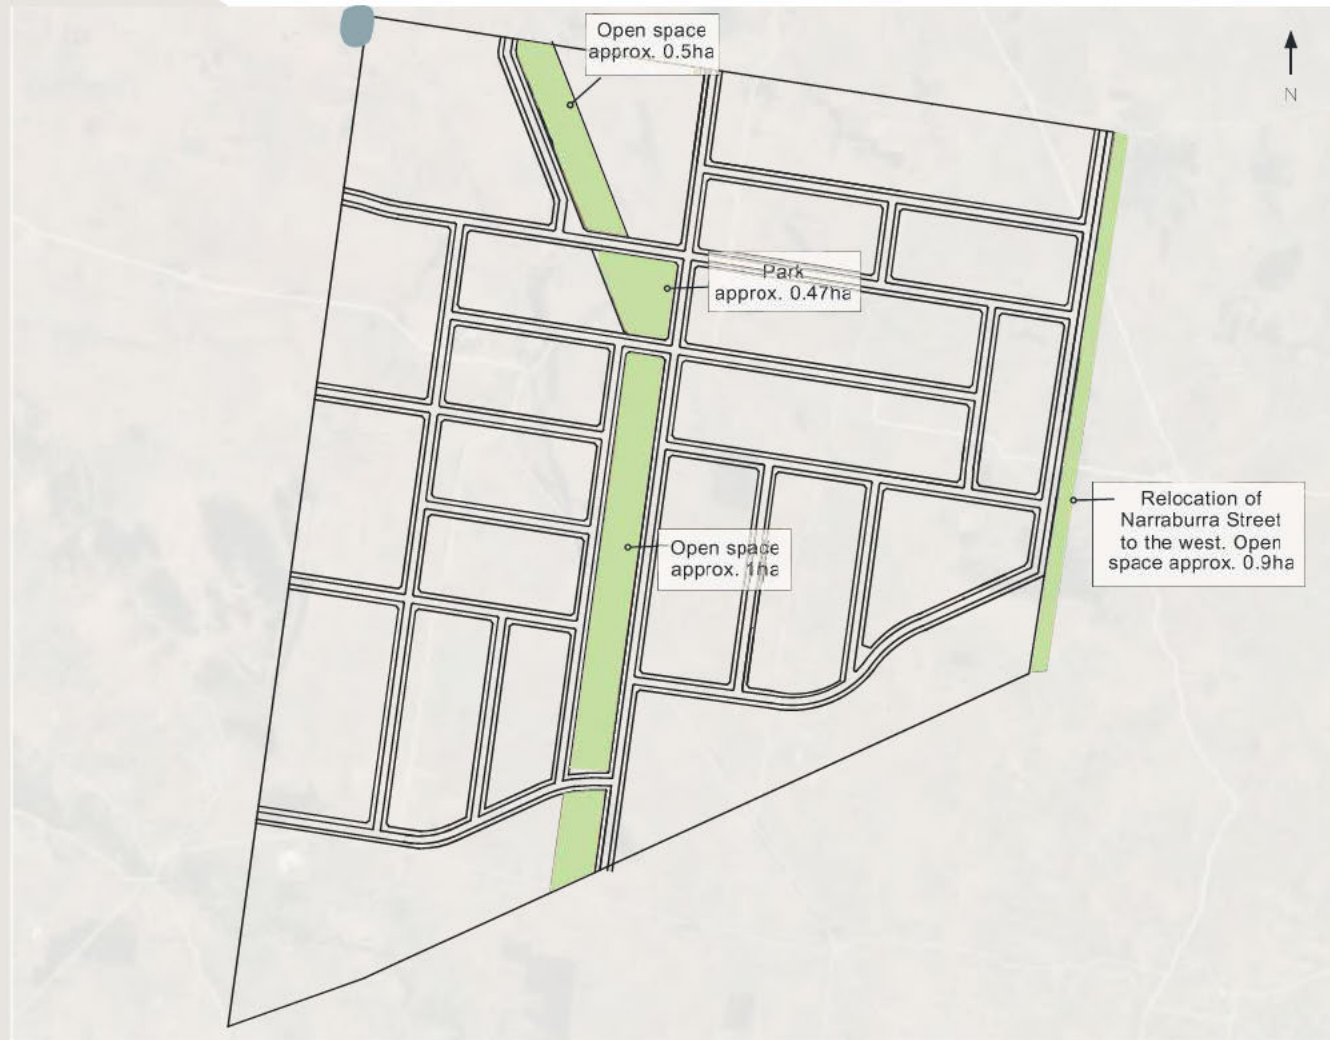 Open space
approx. 0.5ha
N
Park
approx. 0.47ha
Relocation of
Narraburra Street
to the west. Open
space approx. 0.9ha
Open space
approx. 1ha